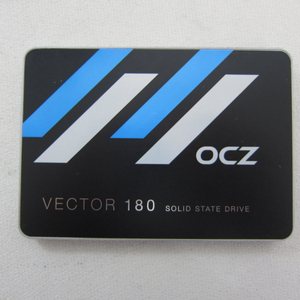 OCZ
VECTOR 180 SOLID STATE DRIVE